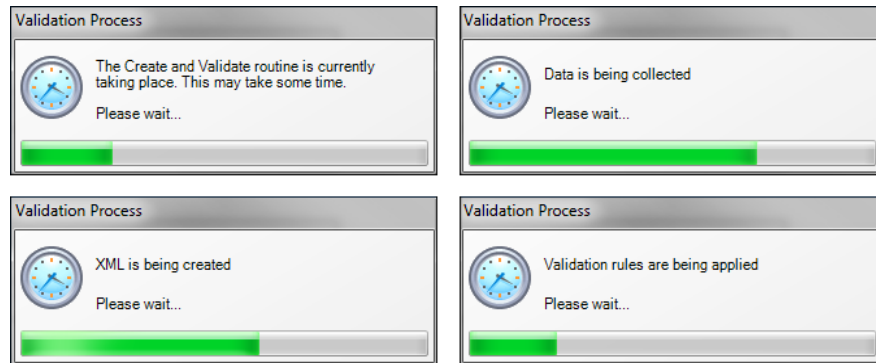 Validation Process
The Create and Validate routine is currently
taking place. This may take some time.
Please wait...
Validation Process
Data is being collected
Please wait...
Validation Process
XML is being created
Please wait...
Validation Process
Validation rules are being applied
Please wait...